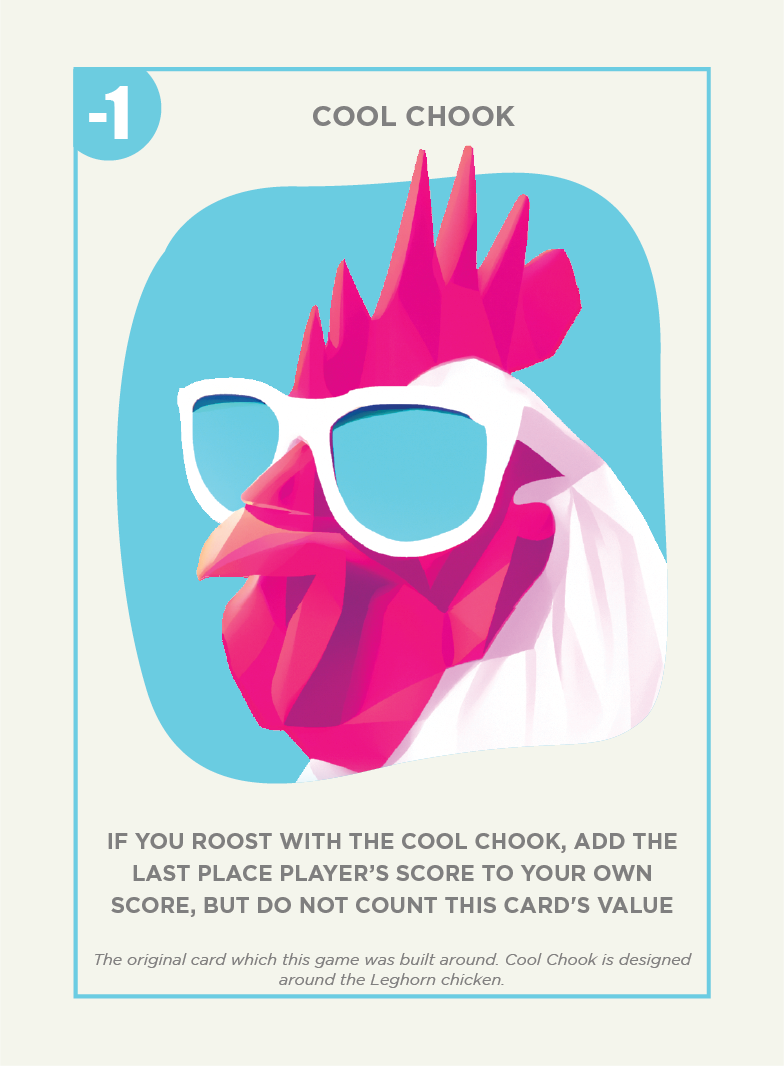 -1
COOL CHOOK
IF YOU ROOST WITH THE COOL CHOOK, ADD THE
LAST PLACE PLAYER’S SCORE TO YOUR OWN
SCORE, BUT DO NOT COUNT THIS CARD'S VALUE
The original card which this game was built around. Cool Chook is designed
around the Leghorn chicken.